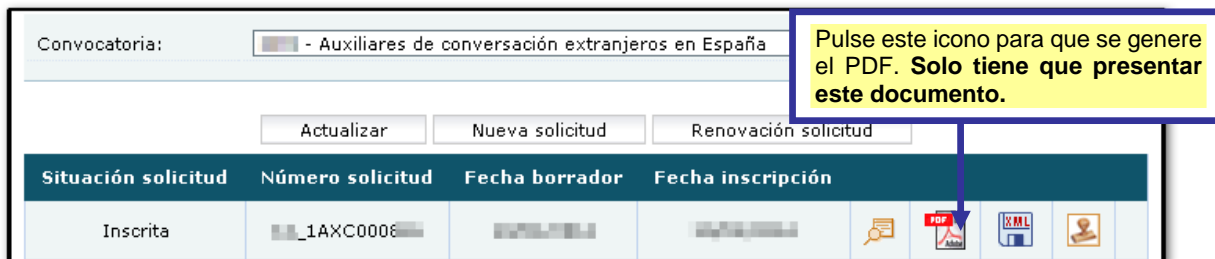 Convocatoria:
- Auxiliares de conversación extranjeros en España
Pulse este icono para que se genere
el PDF. Solo tiene que presentar
este documento.
Actualizar Nueva solicitud Renovación solicitud
Situación solicitud Número solicitud Fecha borrador Fecha inscripción
Inscrita _1AXC0008
PDF
Adobe
XML